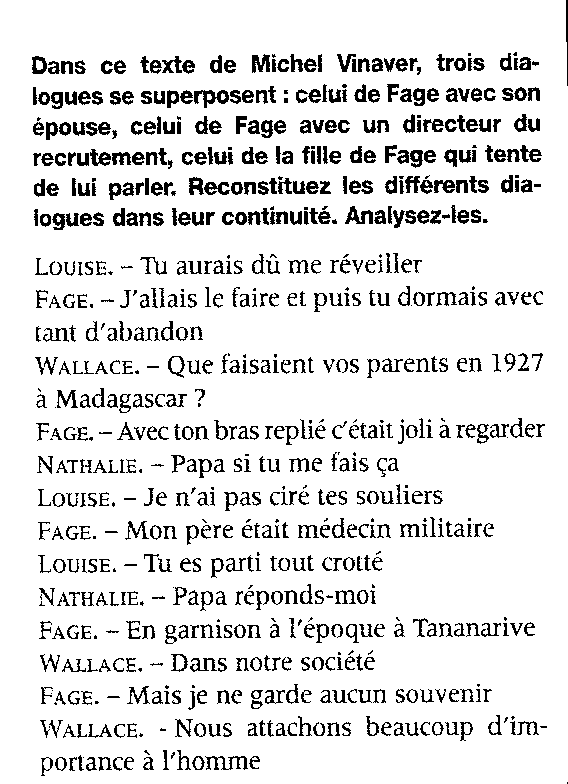 Dans ce texte de Michel Vinaver, trois dia-
logues se superposent : celui de Fage avec son
épouse, celui de Fage avec un directeur du
recrutement, celui de la fille de Fage qui tente
de lui parler. Reconstituez les différents dia-
logues dans leur continuité. Analysez-les.
LOUISE. – Tu aurais dû me réveiller
FAGE. – J'allais le faire et puis tu dormais avec
tant d'abandon
WALLACE. – Que faisaient vos parents en 1927
à Madagascar ?
FAGE. – Avec ton bras replié c'était joli à regarder
NATHALIE. – Papa si tu me fais ça
LOUISE. – Je n'ai pas ciré tes souliers
FAGE. – Mon père était médecin militaire
LOUISE. – Tu es parti tout crotté
NATHALIE. – Papa réponds-moi
FAGE. – En garnison à l'époque à Tananarive
WALLACE. – Dans notre société
FAGE. – Mais je ne garde aucun souvenir
WALLACE. - Nous attachons beaucoup d'im-
portance à l'homme